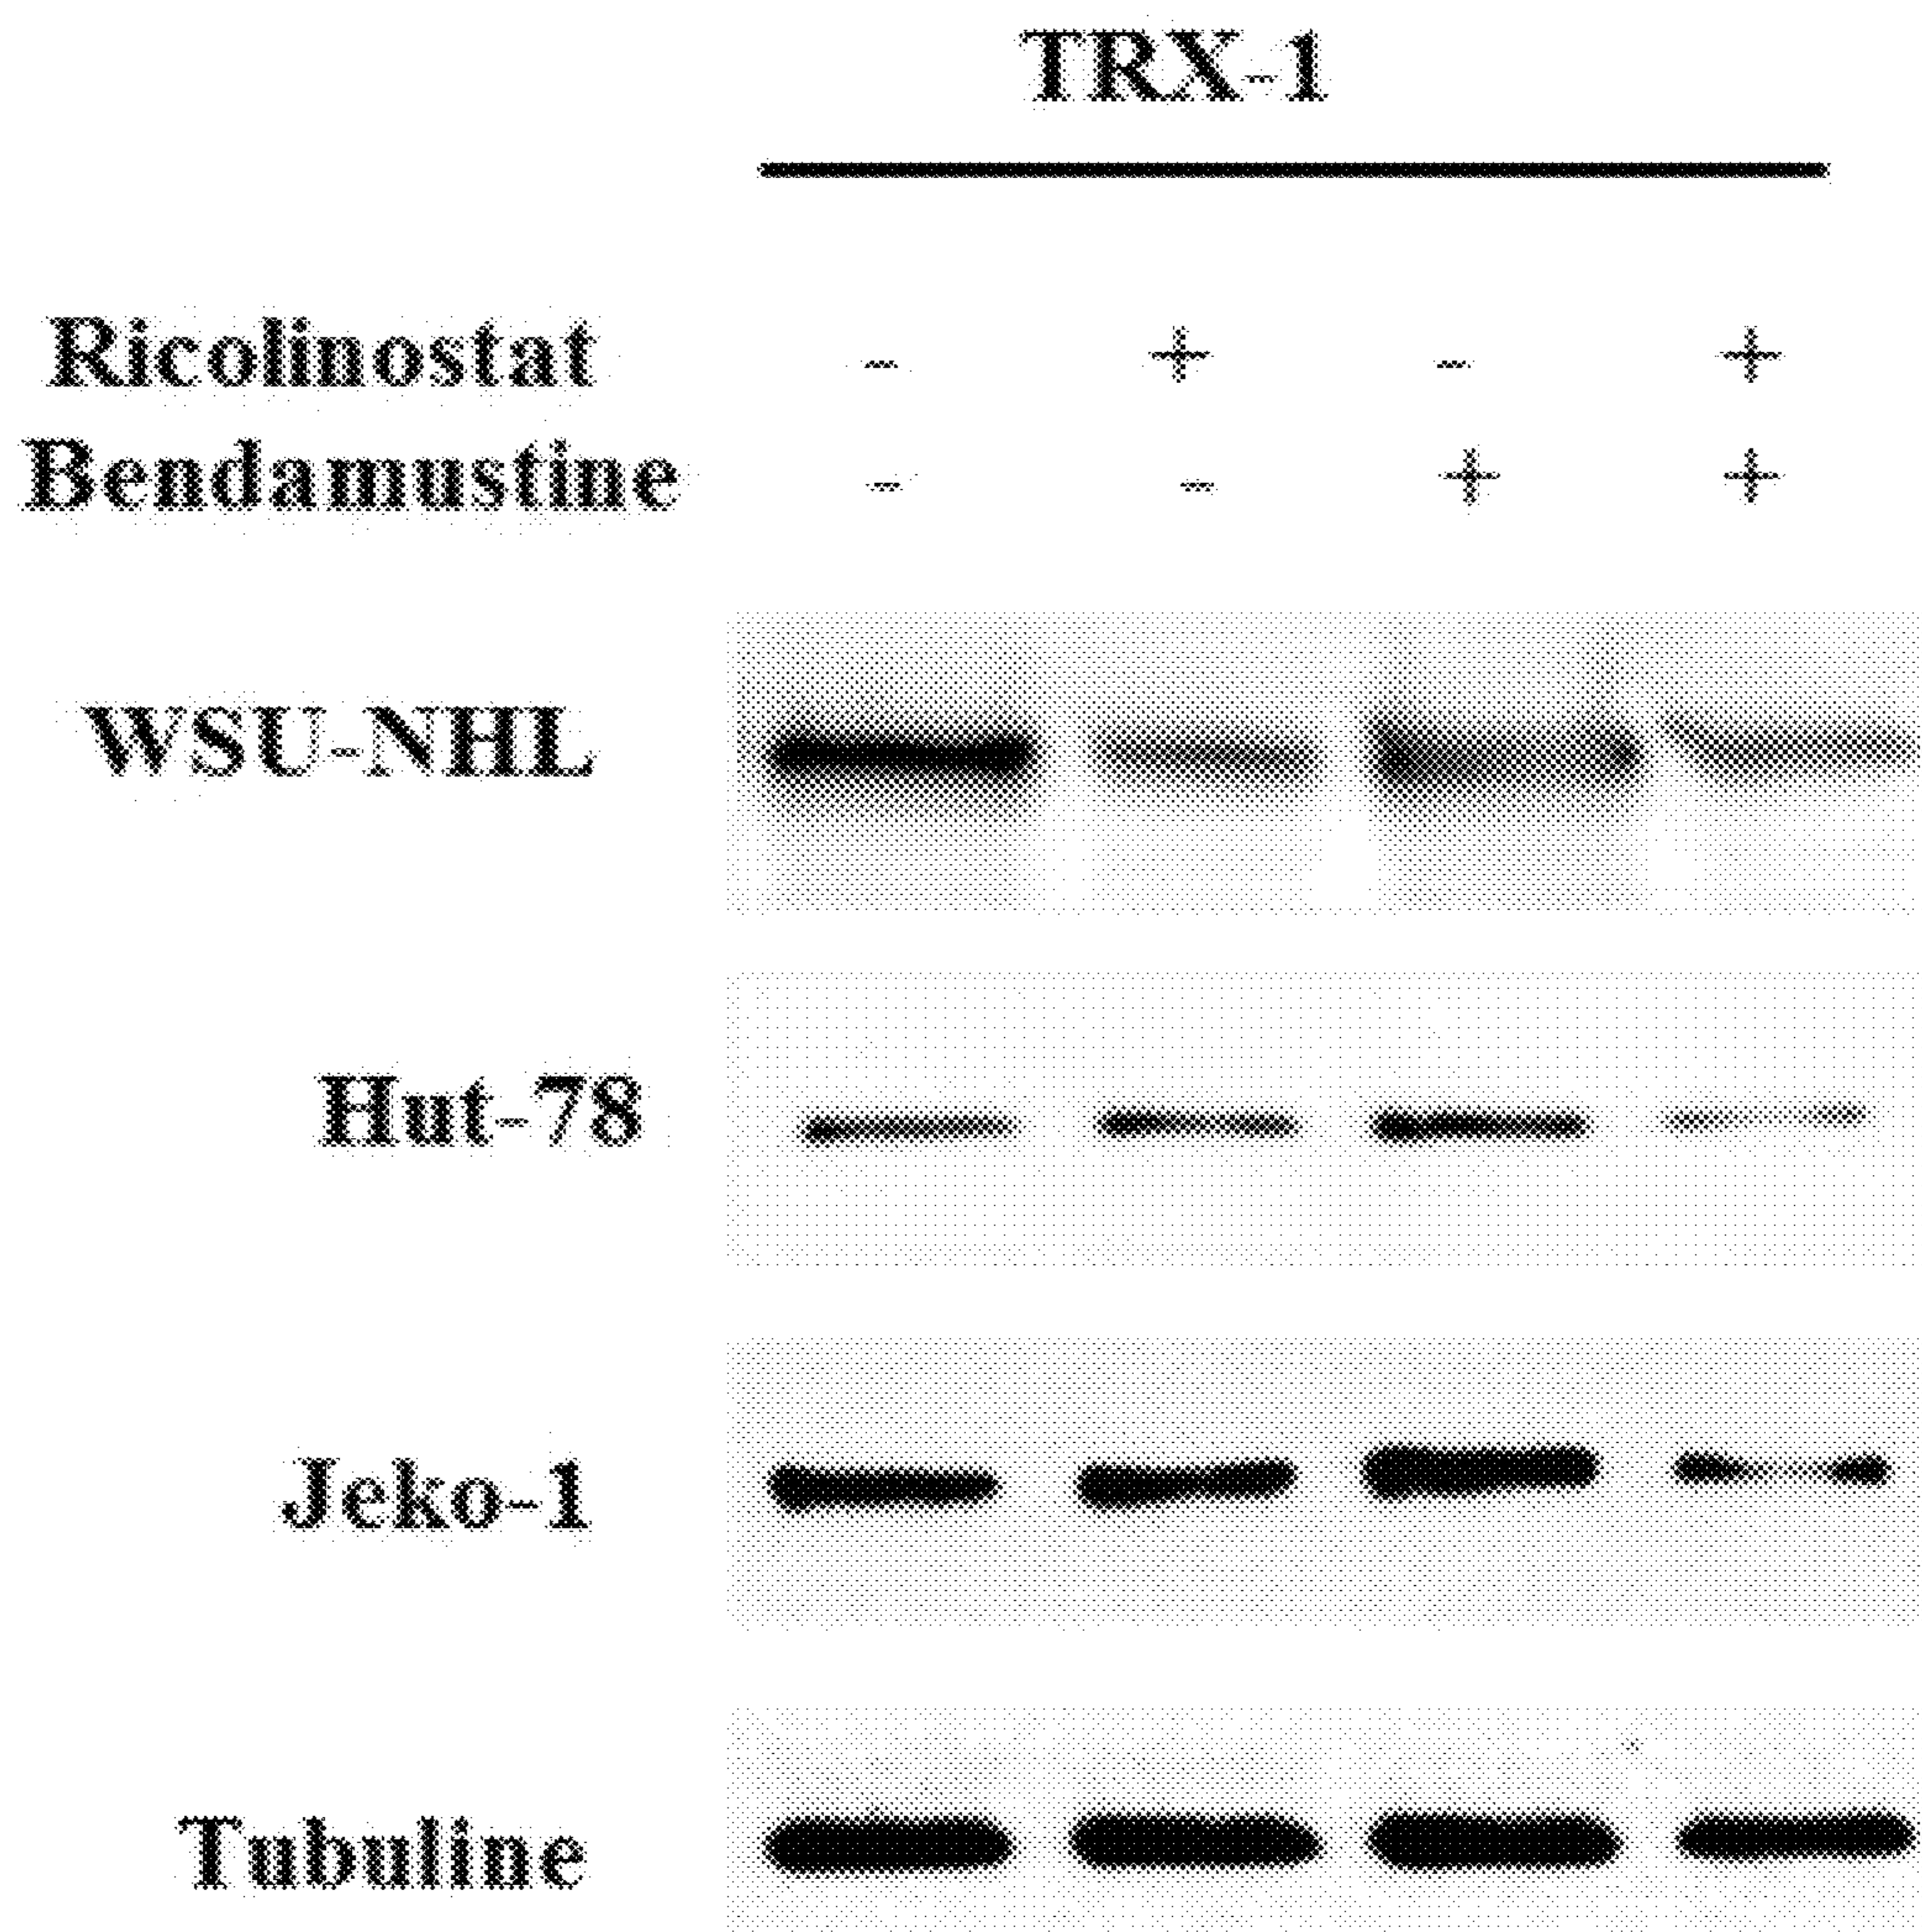 TRX-1
Ricolinostat - + - +
Bendamustine - - + +
WSU-NHL
Hut-78
Jeko-1
Tubuline